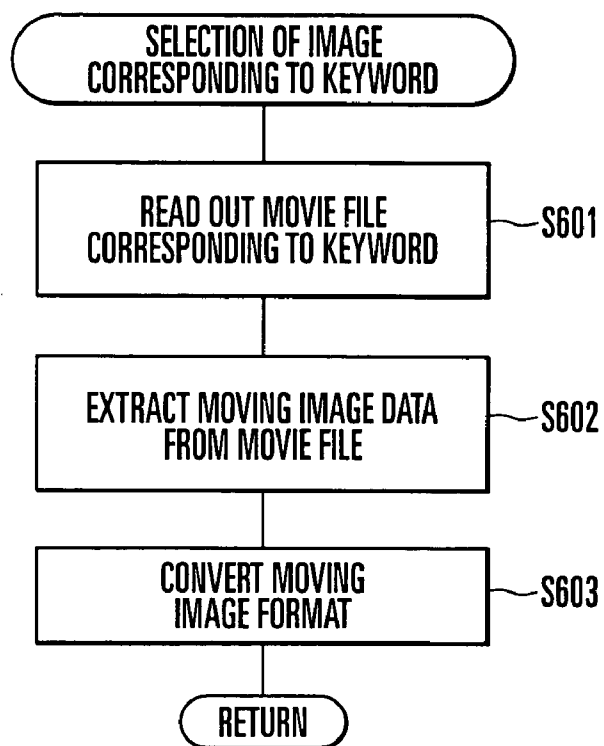 SELECTION OF IMAGE
CORRESPONDING TO KEYWORD
READ OUT MOVIE FILE
CORRESPONDING TO KEYWORD
S601
EXTRACT MOVING IMAGE DATA
FROM MOVIE FILE
S602
CONVERT MOVING
IMAGE FORMAT
S603
RETURN